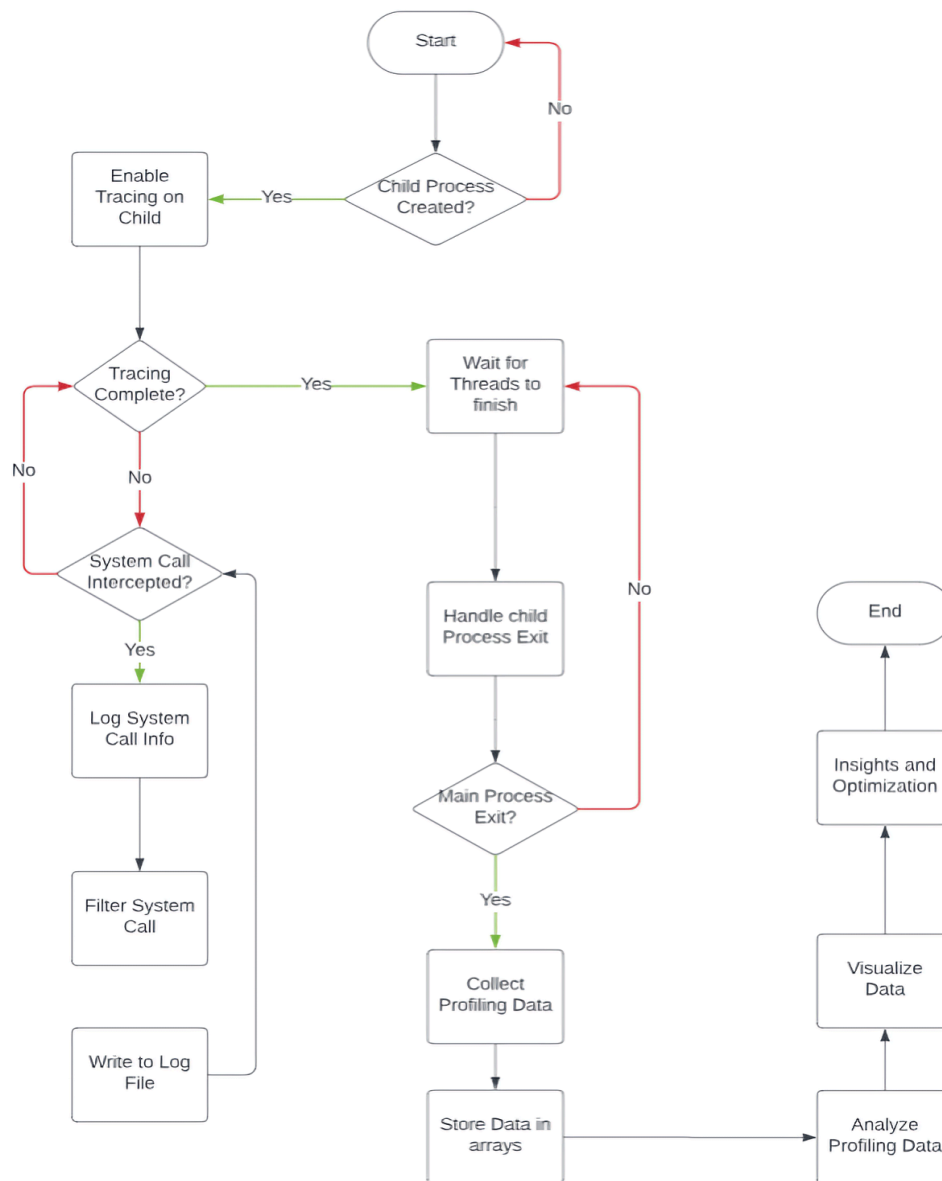 Start
No
Child Process
Created?
Yes
Enable
Tracing on
Child
Tracing
Complete?
Yes
Wait for
Threads to
finish
No
No
System Call
Intercepted?
Yes
Handle child
Process Exit
No
End
Log System
Call Info
Main Process
Exit?
Insights and
Optimization
Yes
Filter System
Call
Collect
Profiling Data
Visualize
Data
Write to Log
File
Store Data in
arrays
Analyze
Profiling Data